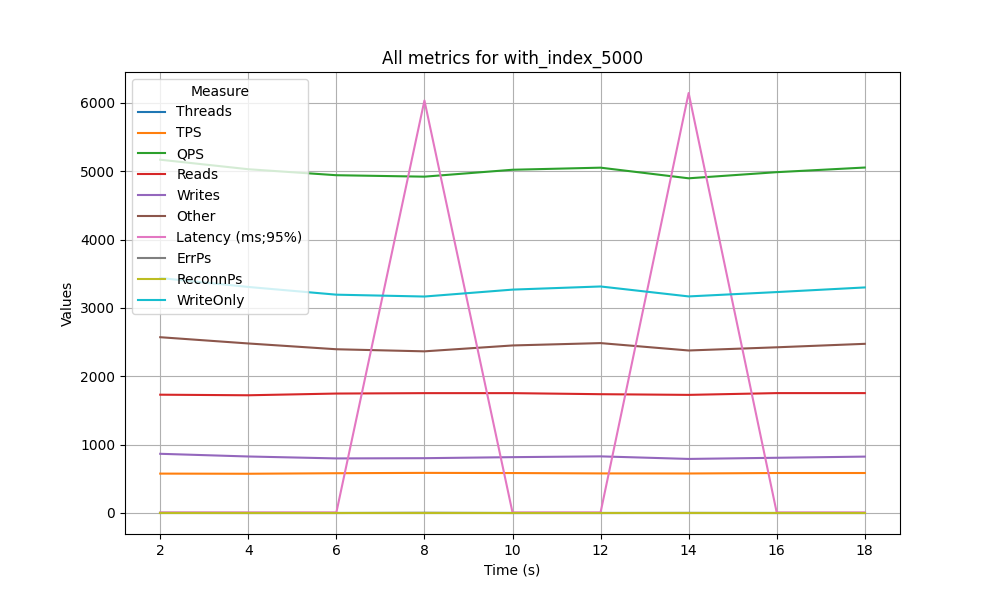 All metrics for with_index_5000
Measure
Threads
TPS
QPS
Reads
Writes
Other
Latency (ms;95%)
ErrPs
ReconnPs
WriteOnly
Values
6000
5000
4000
3000
2000
1000
0
2 4 6 8 10 12 14 16 18
Time (s)